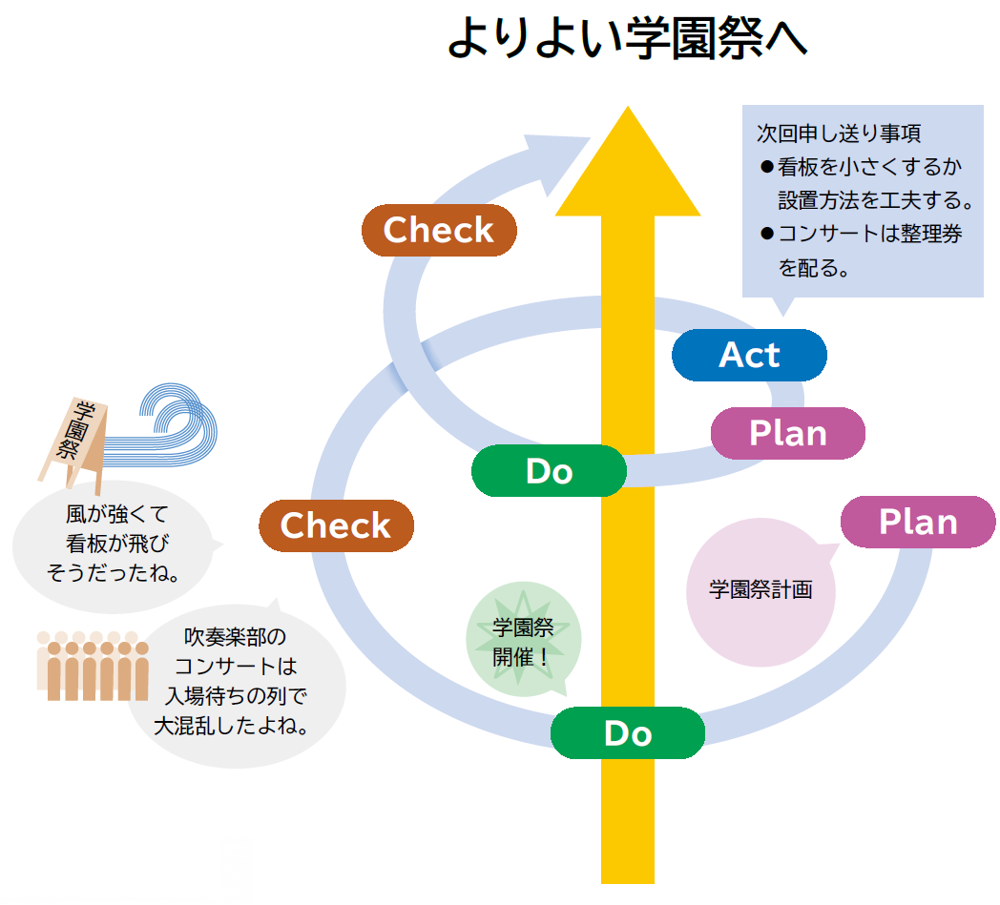 よりよい学園祭へ
次回申し送り事項
●看板を小さくするか
設置方法を工夫する。
●コンサートは整理券
を配る。
Check
Act
Plan
Do
学園祭
風が強くて
看板が飛び
そうだったね。
Check
Plan
学園祭計画
学園祭
開催！
吹奏楽部の
コンサートは
入場待ちの列で
大混乱したよね。
Do